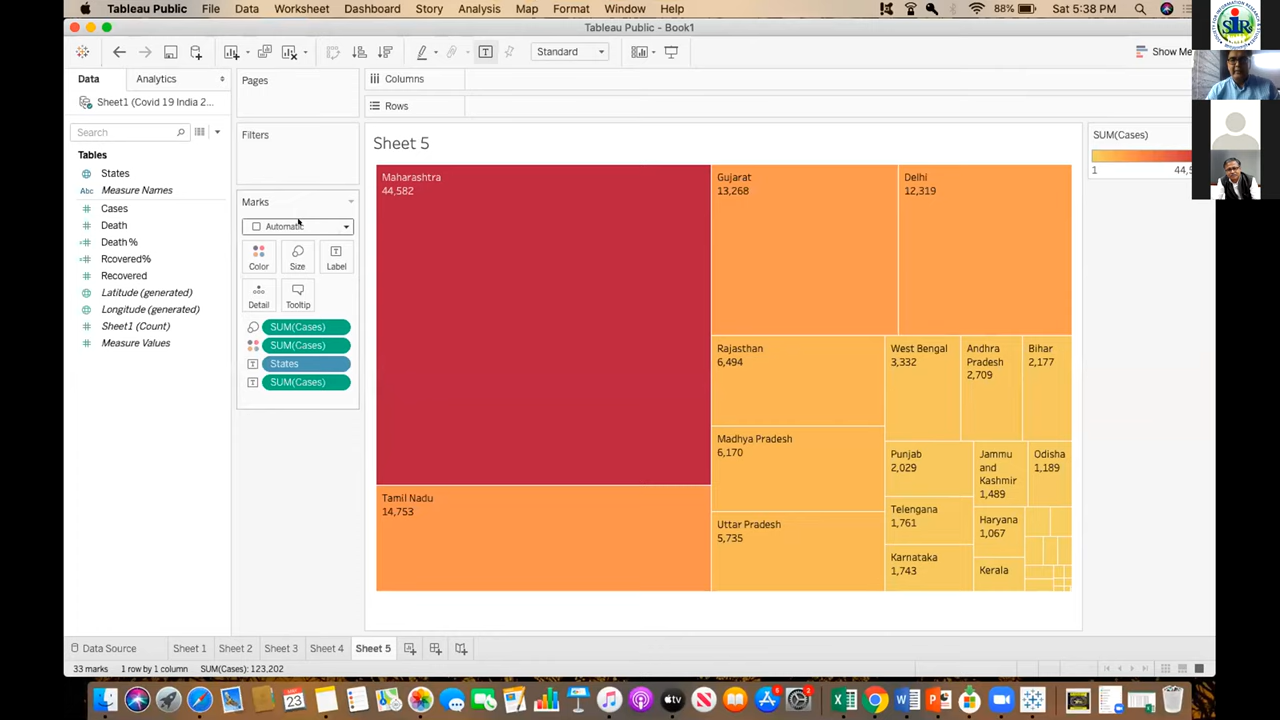 Tableau Public File Data Worksheet Dashboard Story Analysis Map Format Window Help 88% Sat 5:38 PM
Tableau Public - Book1
Standard
Show Me
Data Analytics
Sheet1 (Covid 19 India 2...
Search
Tables
States
Abc Measure Names
Cases
Death
Death %
Rcovered%
Recovered
Latitude (generated)
Longitude (generated)
Sheet1 (Count)
Measure Values
Pages
Filters
Marks
Automatic
Color Size Label
Detail Tooltip
SUM(Cases)
SUM(Cases)
States
SUM(Cases)
Columns
Rows
Sheet 5
Maharashtra
44,582
Tamil Nadu
14,753
Gujarat
13,268
Delhi
12,319
Rajasthan
6,494
Madhya Pradesh
6,170
Uttar Pradesh
5,735
West Bengal
3,332
Andhra
Pradesh
2,709
Bihar
2,177
Punjab
2,029
Telengana
1,761
Karnataka
1,743
Jammu
and
Kashmir
1,489
Odisha
1,189
Haryana
1,067
Kerala
SUM(Cases)
1 44,5
SIR
Data Source Sheet 1 Sheet 2 Sheet 3 Sheet 4 Sheet 5
33 marks 1 row by 1 column SUM(Cases): 123,202
23
tv